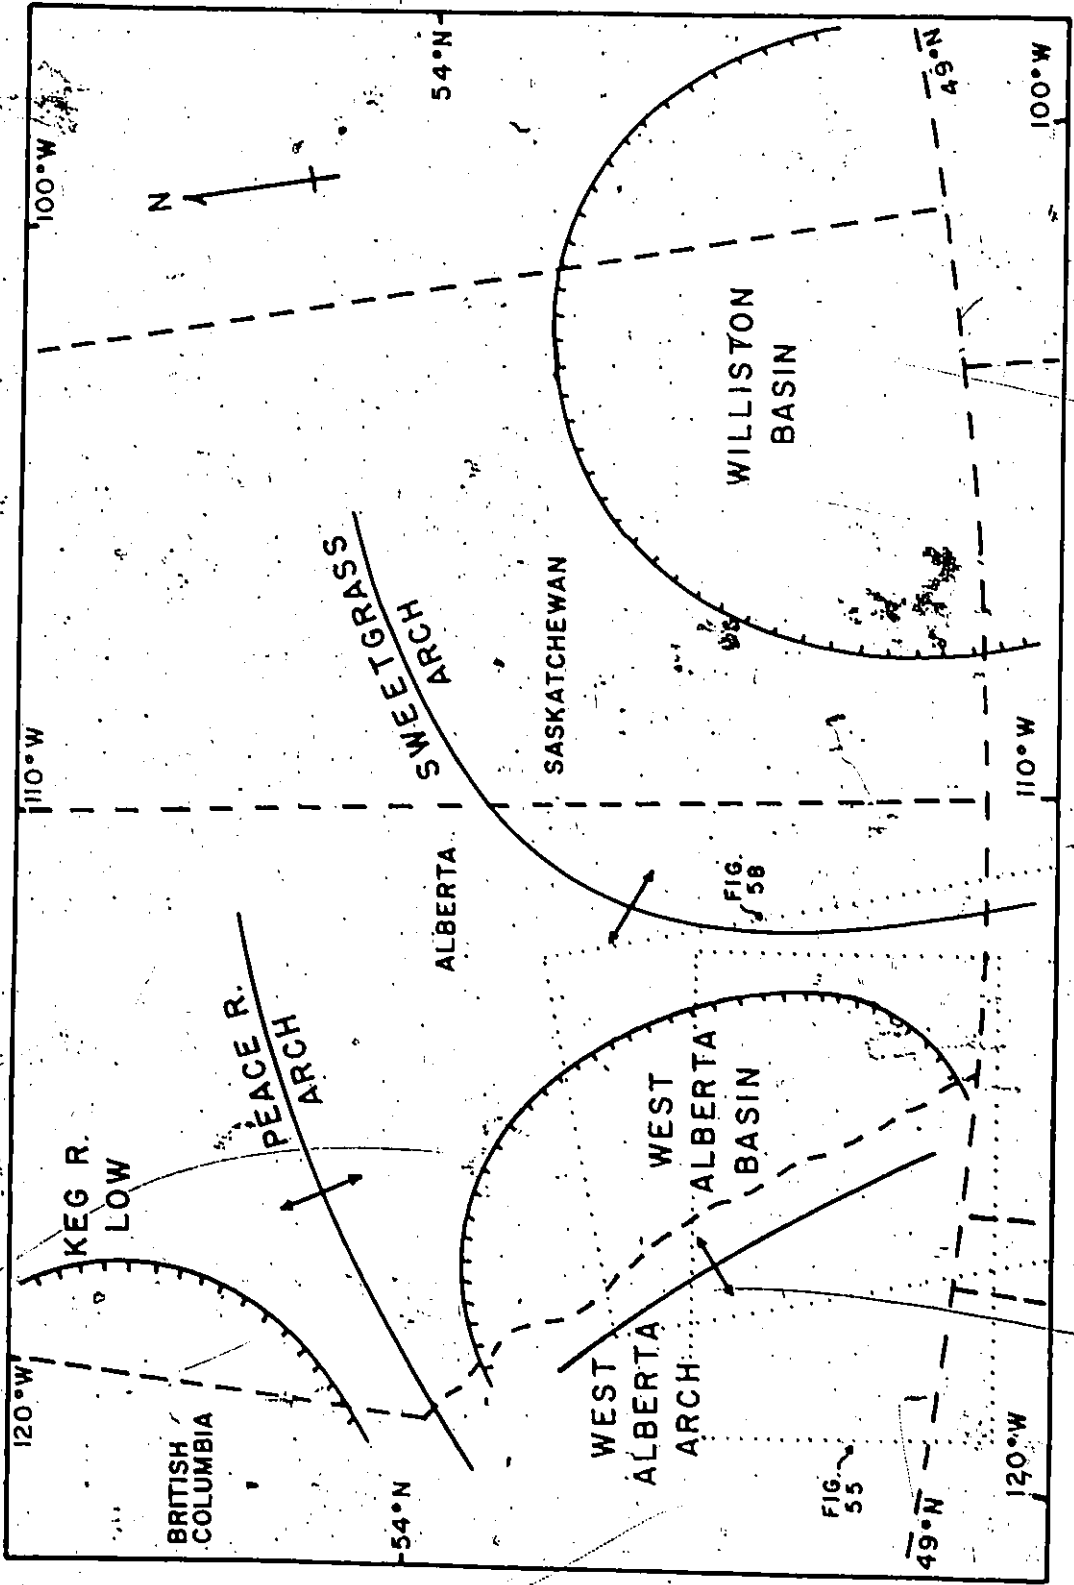 120°W
110°W
100°W
N
54°N
KEG R.
LOW
PEACE R.
ARCH
BRITISH
COLUMBIA
SWEETGRASS
ARCH
ALBERTA
SASKATCHEWAN
54°N
WEST
ALBERTA
BASIN
WEST
ALBERTA
ARCH
WILLISTON
BASIN
FIG.
58
FIG.
55
49°N
49°N
120°W
110°W
100°W